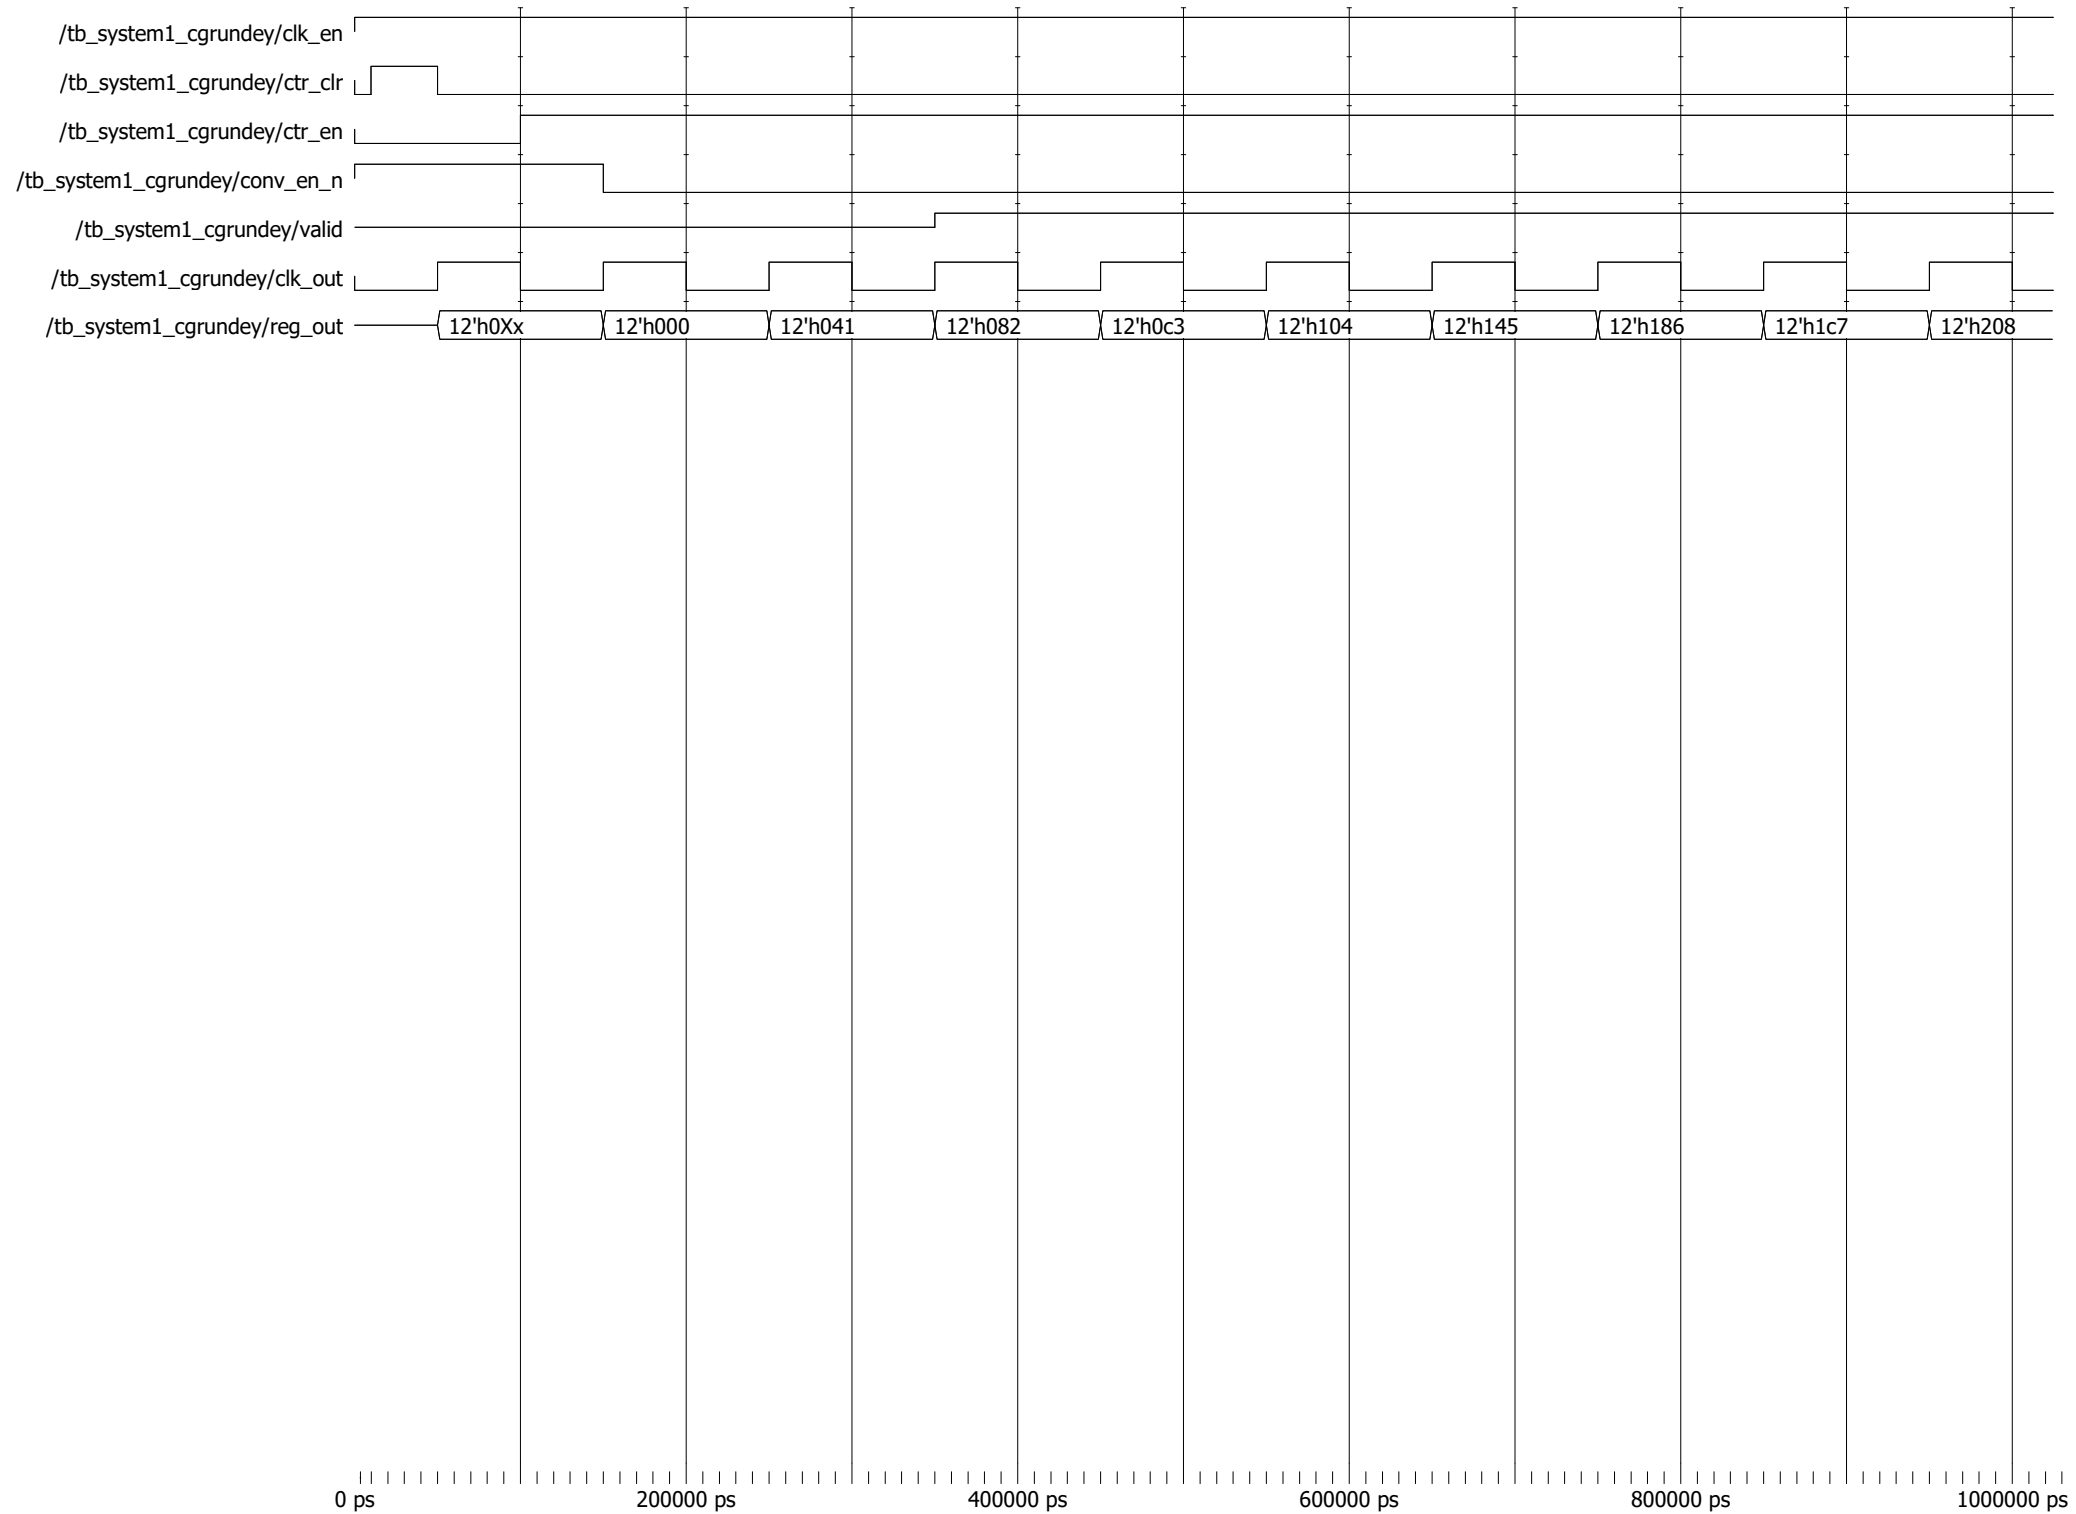 /tb_system1_cgrundey/clk_en
/tb_system1_cgrundey/ctr_clr
/tb_system1_cgrundey/ctr_en
/tb_system1_cgrundey/conv_en_n
/tb_system1_cgrundey/valid
/tb_system1_cgrundey/clk_out
/tb_system1_cgrundey/reg_out 12'h0Xx 12'h000 12'h041 12'h082 12'h0c3 12'h104 12'h145 12'h186 12'h1c7 12'h208
0 ps 200000 ps 400000 ps 600000 ps 800000 ps 1000000 ps